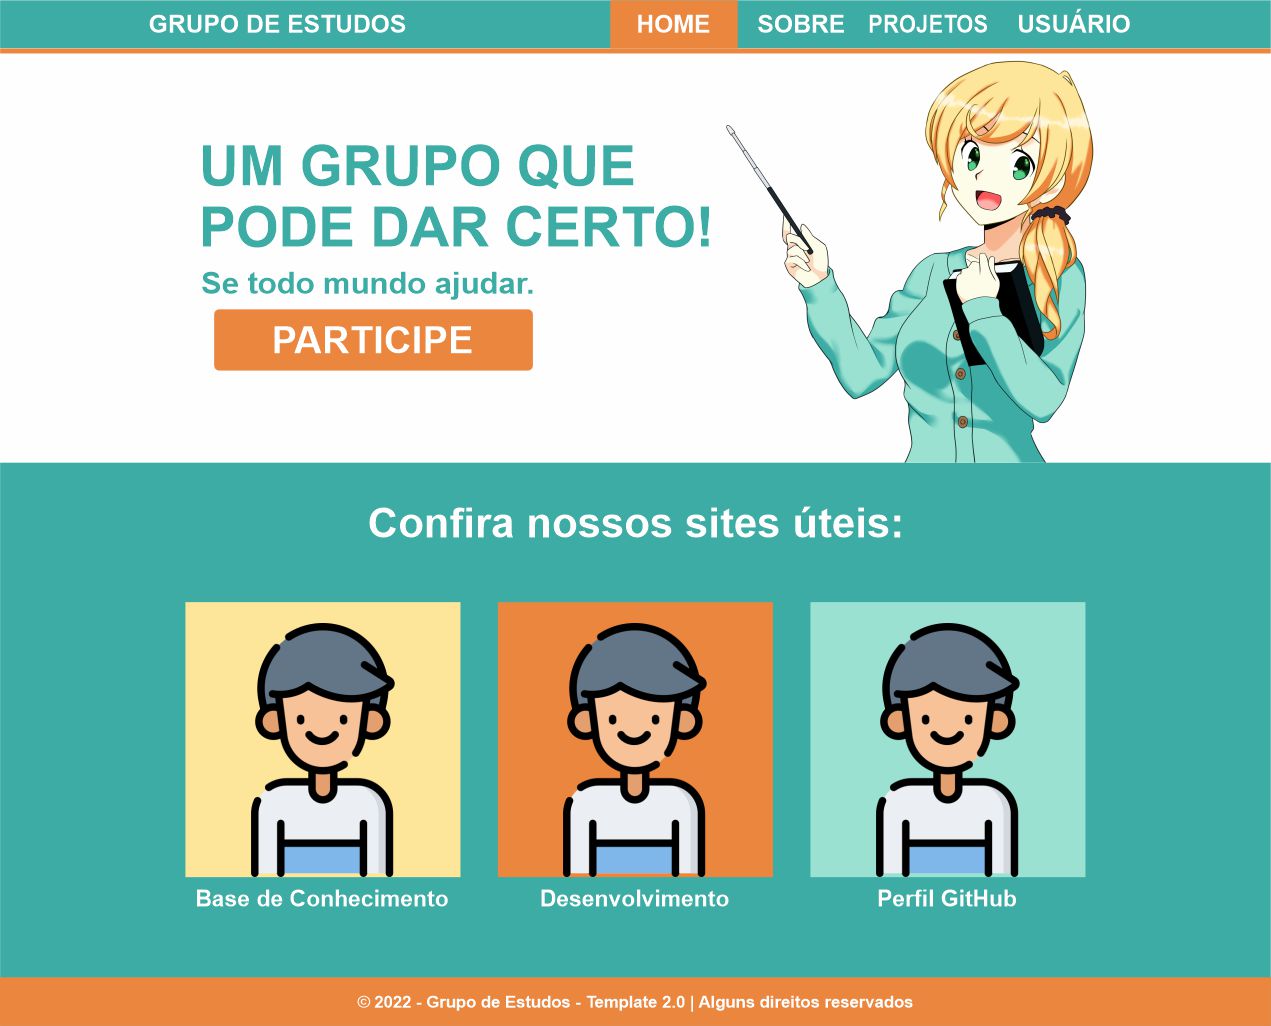 GRUPO DE ESTUDOS HOME SOBRE PROJETOS USUÁRIO
UM GRUPO QUE
PODE DAR CERTO!
Se todo mundo ajudar.
PARTICIPE
Confira nossos sites úteis:
Base de Conhecimento Desenvolvimento Perfil GitHub
© 2022 - Grupo de Estudos - Template 2.0 | Alguns direitos reservados